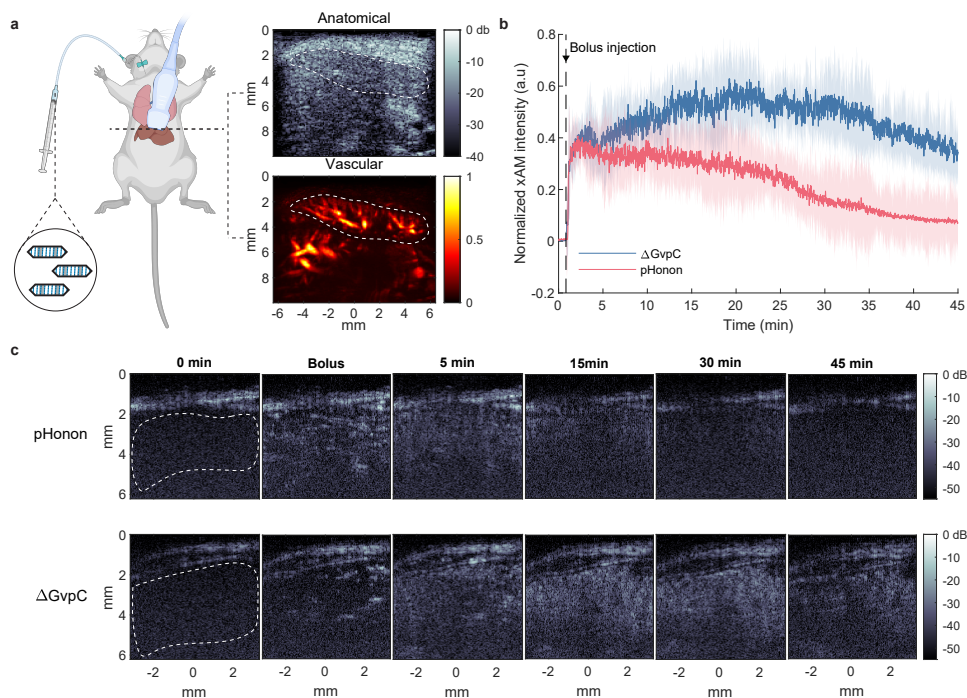 a
Anatomical
0
2
4
6
8
mm
0 db
-10
-20
-30
-40
Vascular
0
2
4
6
8
mm
1
0.5
0
-6 -4 -2 0 2 4 6
mm
b
Bolus injection
Normalized xAM intensity (a.u)
0.8
0.6
0.4
0.2
0
-0.2
ΔGvpC
pHonon
0 5 10 15 20 25 30 35 40 45
Time (min)
c
0 min Bolus 5 min 15min 30 min 45 min
pHonon
mm
0
2
4
6
0 dB
-10
-20
-30
-40
-50
ΔGvpC
mm
0
2
4
6
0 dB
-10
-20
-30
-40
-50
-2 0 2 -2 0 2 -2 0 2 -2 0 2 -2 0 2 -2 0 2
mm mm mm mm mm mm